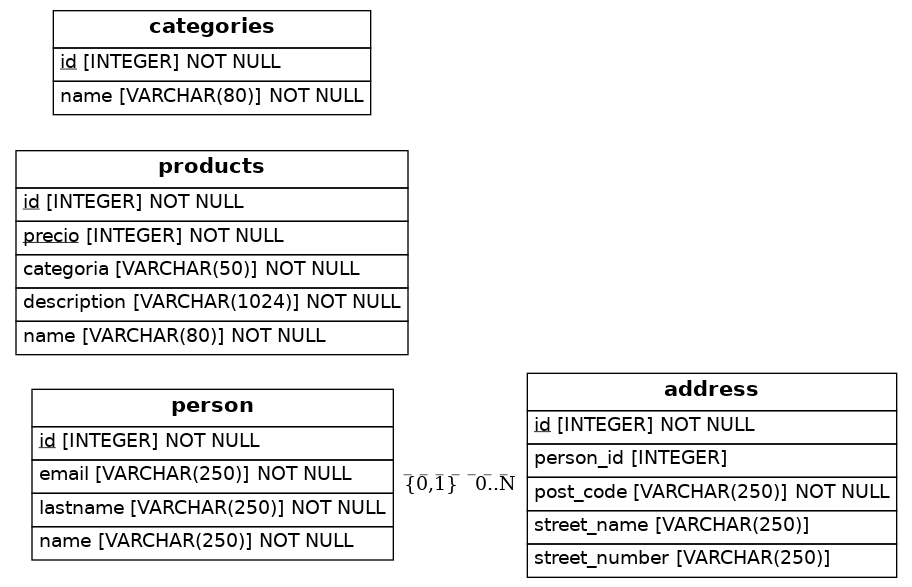 categories
id [INTEGER] NOT NULL
name [VARCHAR(80)] NOT NULL
products
id [INTEGER] NOT NULL
precio [INTEGER] NOT NULL
categoria [VARCHAR(50)] NOT NULL
description [VARCHAR(1024)] NOT NULL
name [VARCHAR(80)] NOT NULL
person
id [INTEGER] NOT NULL
email [VARCHAR(250)] NOT NULL
lastname [VARCHAR(250)] NOT NULL
name [VARCHAR(250)] NOT NULL
{0,1} 0..N
address
id [INTEGER] NOT NULL
person_id [INTEGER]
post_code [VARCHAR(250)] NOT NULL
street_name [VARCHAR(250)]
street_number [VARCHAR(250)]